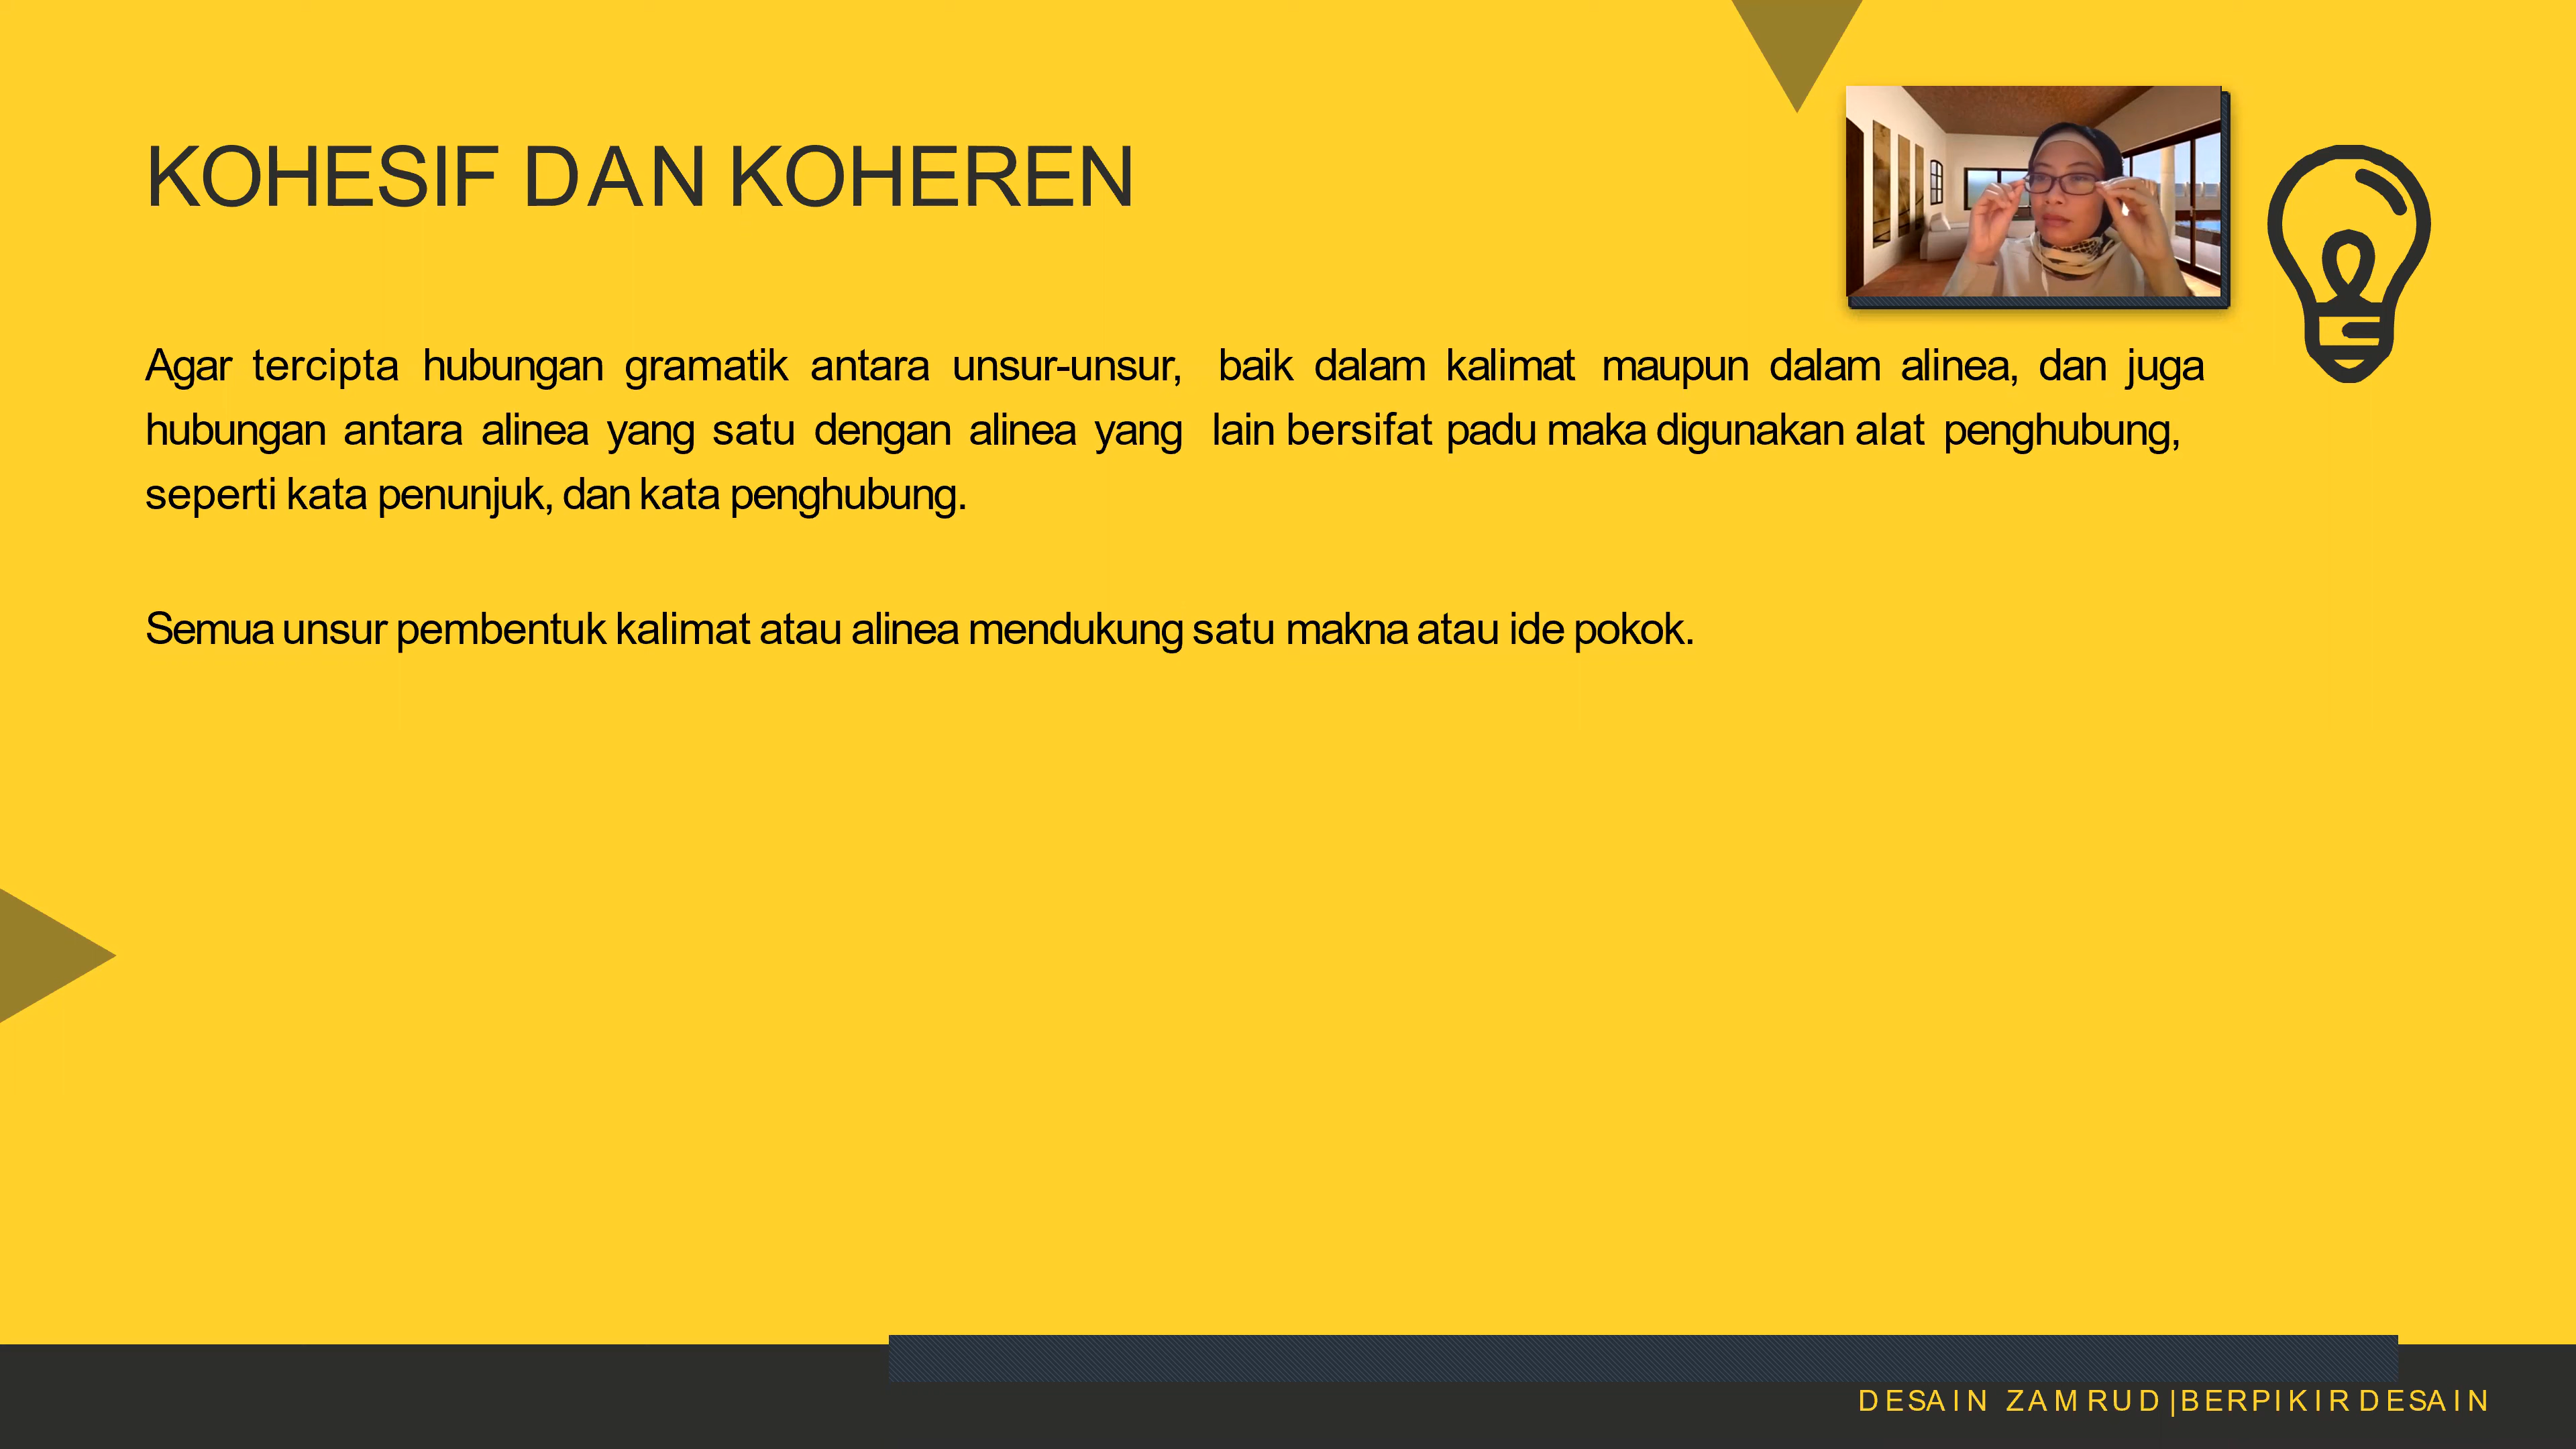 KOHESIF DAN KOHEREN
Agar tercipta hubungan gramatik antara unsur-unsur, baik dalam kalimat maupun dalam alinea, dan juga
hubungan antara alinea yang satu dengan alinea yang lain bersifat padu maka digunakan alat penghubung,
seperti kata penunjuk, dan kata penghubung.
Semua unsur pembentuk kalimat atau alinea mendukung satu makna atau ide pokok.
DESAIN ZAMRUD|BERPIKIR DESAIN